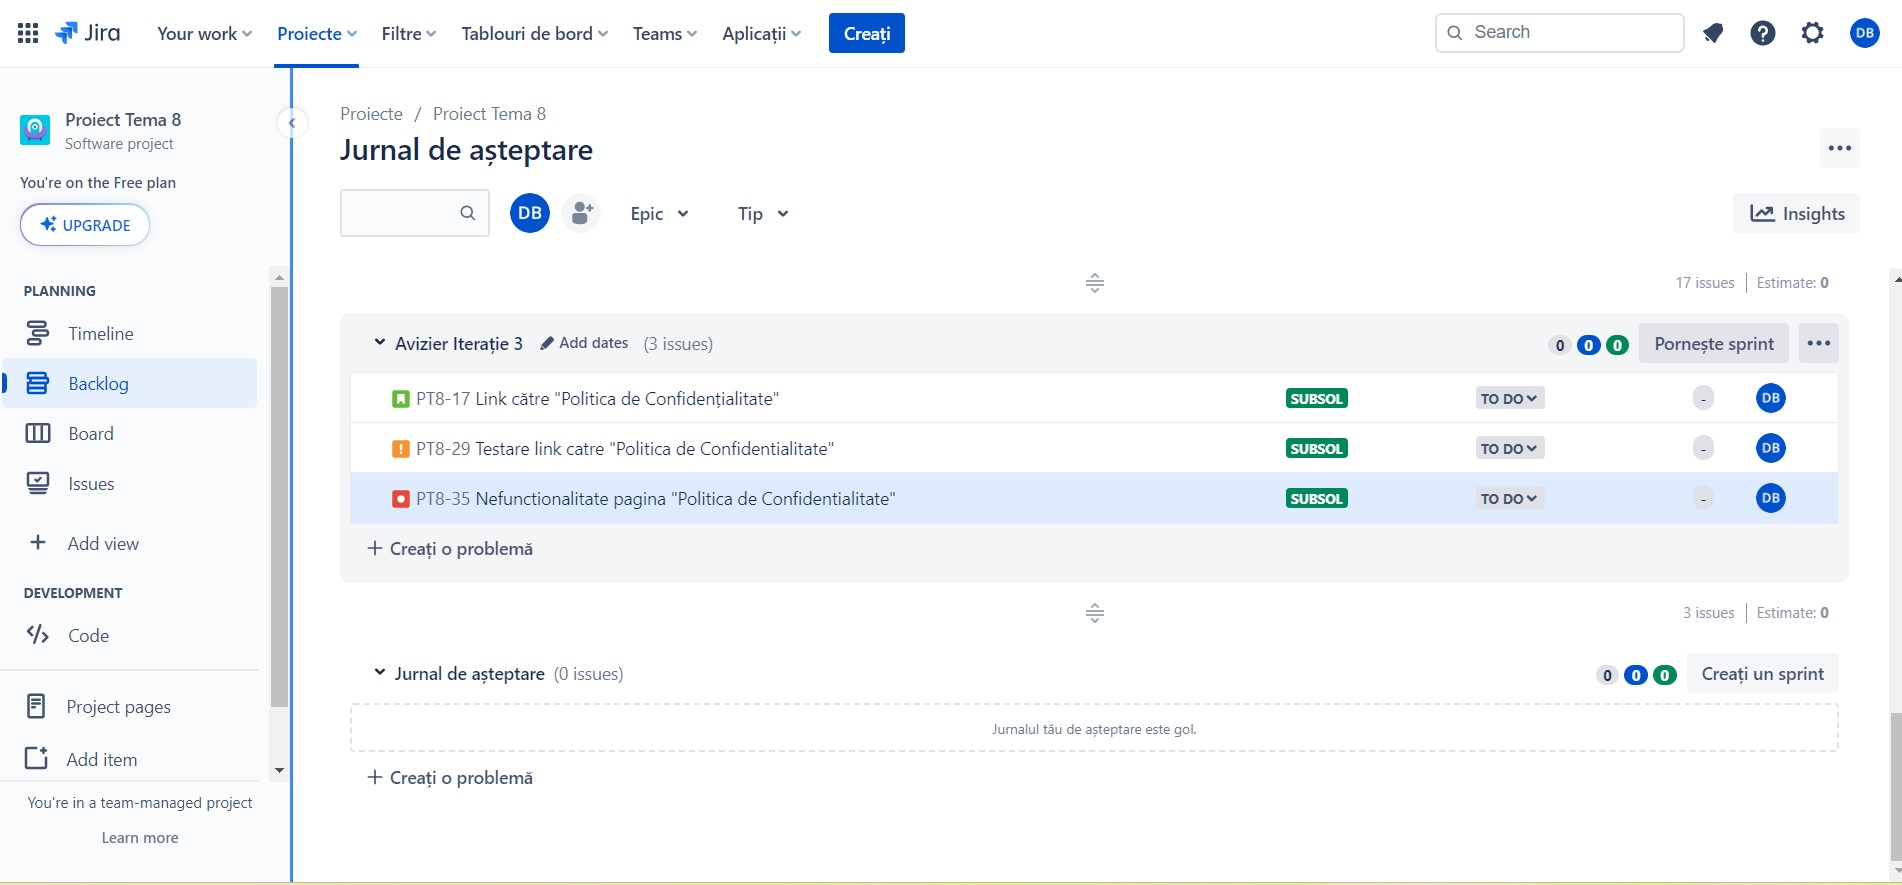 Jira Your work Proiecte Filtre Tablouri de bord Teams Aplicații Creați Search DB
Proiect Tema 8
Software project
You're on the Free plan
UPGRADE
PLANNING
Timeline
Backlog
Board
Issues
Add view
DEVELOPMENT
Code
Project pages
Add item
You're in a team-managed project
Learn more
Proiecte / Proiect Tema 8
Jurnal de așteptare
DB Epic Tip Insights
17 issues Estimate: 0
Avizier Iterație 3 Add dates (3 issues) 0 0 0 Pornește sprint
PT8-17 Link către "Politica de Confidențialitate" SUBSOL TO DO - DB
PT8-29 Testare link catre "Politica de Confidentialitate" SUBSOL TO DO - DB
PT8-35 Nefunctionalitate pagina "Politica de Confidentialitate" SUBSOL TO DO - DB
+ Creați o problemă
3 issues Estimate: 0
Jurnal de așteptare (0 issues) 0 0 0 Creați un sprint
Jurnalul tău de așteptare este gol.
+ Creați o problemă